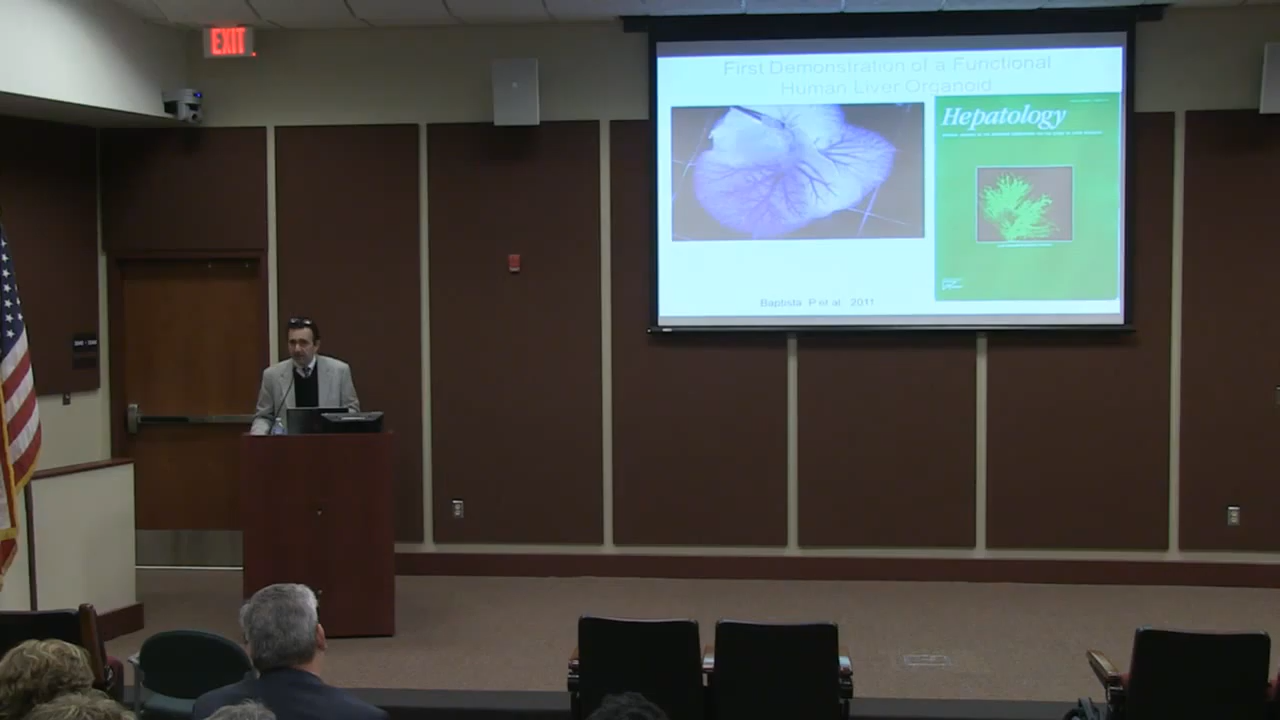 EXIT
First Demonstration of a Functional
Human Liver Organoid
Hepatology
Baptista P et al. 2011